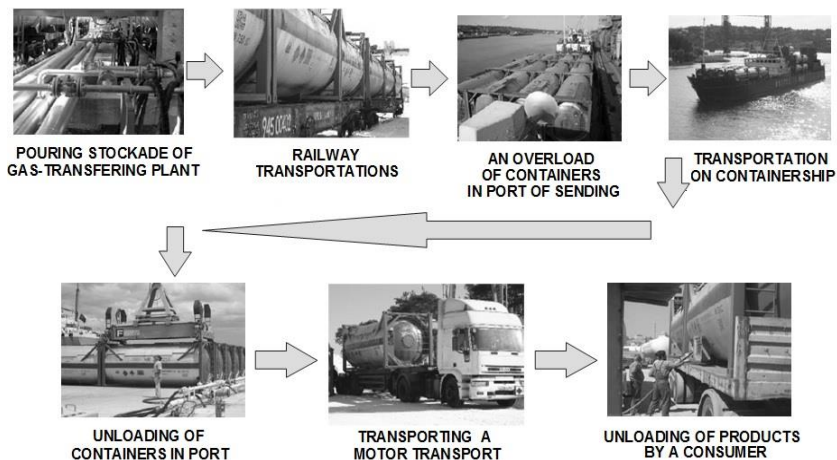 POURING STOCKADE OF
GAS-TRANSFERING PLANT
RAILWAY
TRANSPORTATIONS
AN OVERLOAD
OF CONTAINERS
IN PORT OF SENDING
TRANSPORTATION
ON CONTAINERSHIP
UNLOADING OF
CONTAINERS IN PORT
TRANSPORTING A
MOTOR TRANSPORT
UNLOADING OF PRODUCTS
BY A CONSUMER